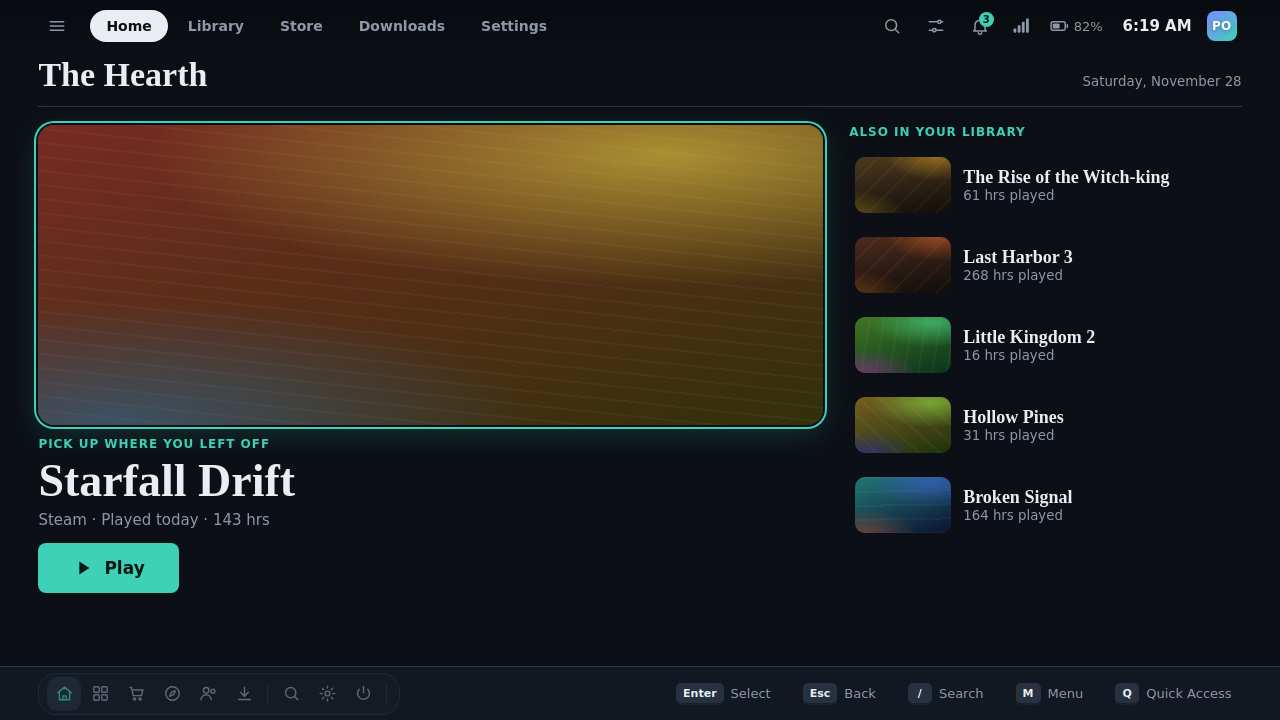 Home
Library
Store
Downloads
Settings
3
82%
6:19 AM
PO
The Hearth
Saturday, November 28
PICK UP WHERE YOU LEFT OFF
Starfall Drift
Steam · Played today · 143 hrs
Play
ALSO IN YOUR LIBRARY
The Rise of the Witch-king
61 hrs played
Last Harbor 3
268 hrs played
Little Kingdom 2
16 hrs played
Hollow Pines
31 hrs played
Broken Signal
164 hrs played
Enter Select
Esc Back
/ Search
M Menu
Q Quick Access